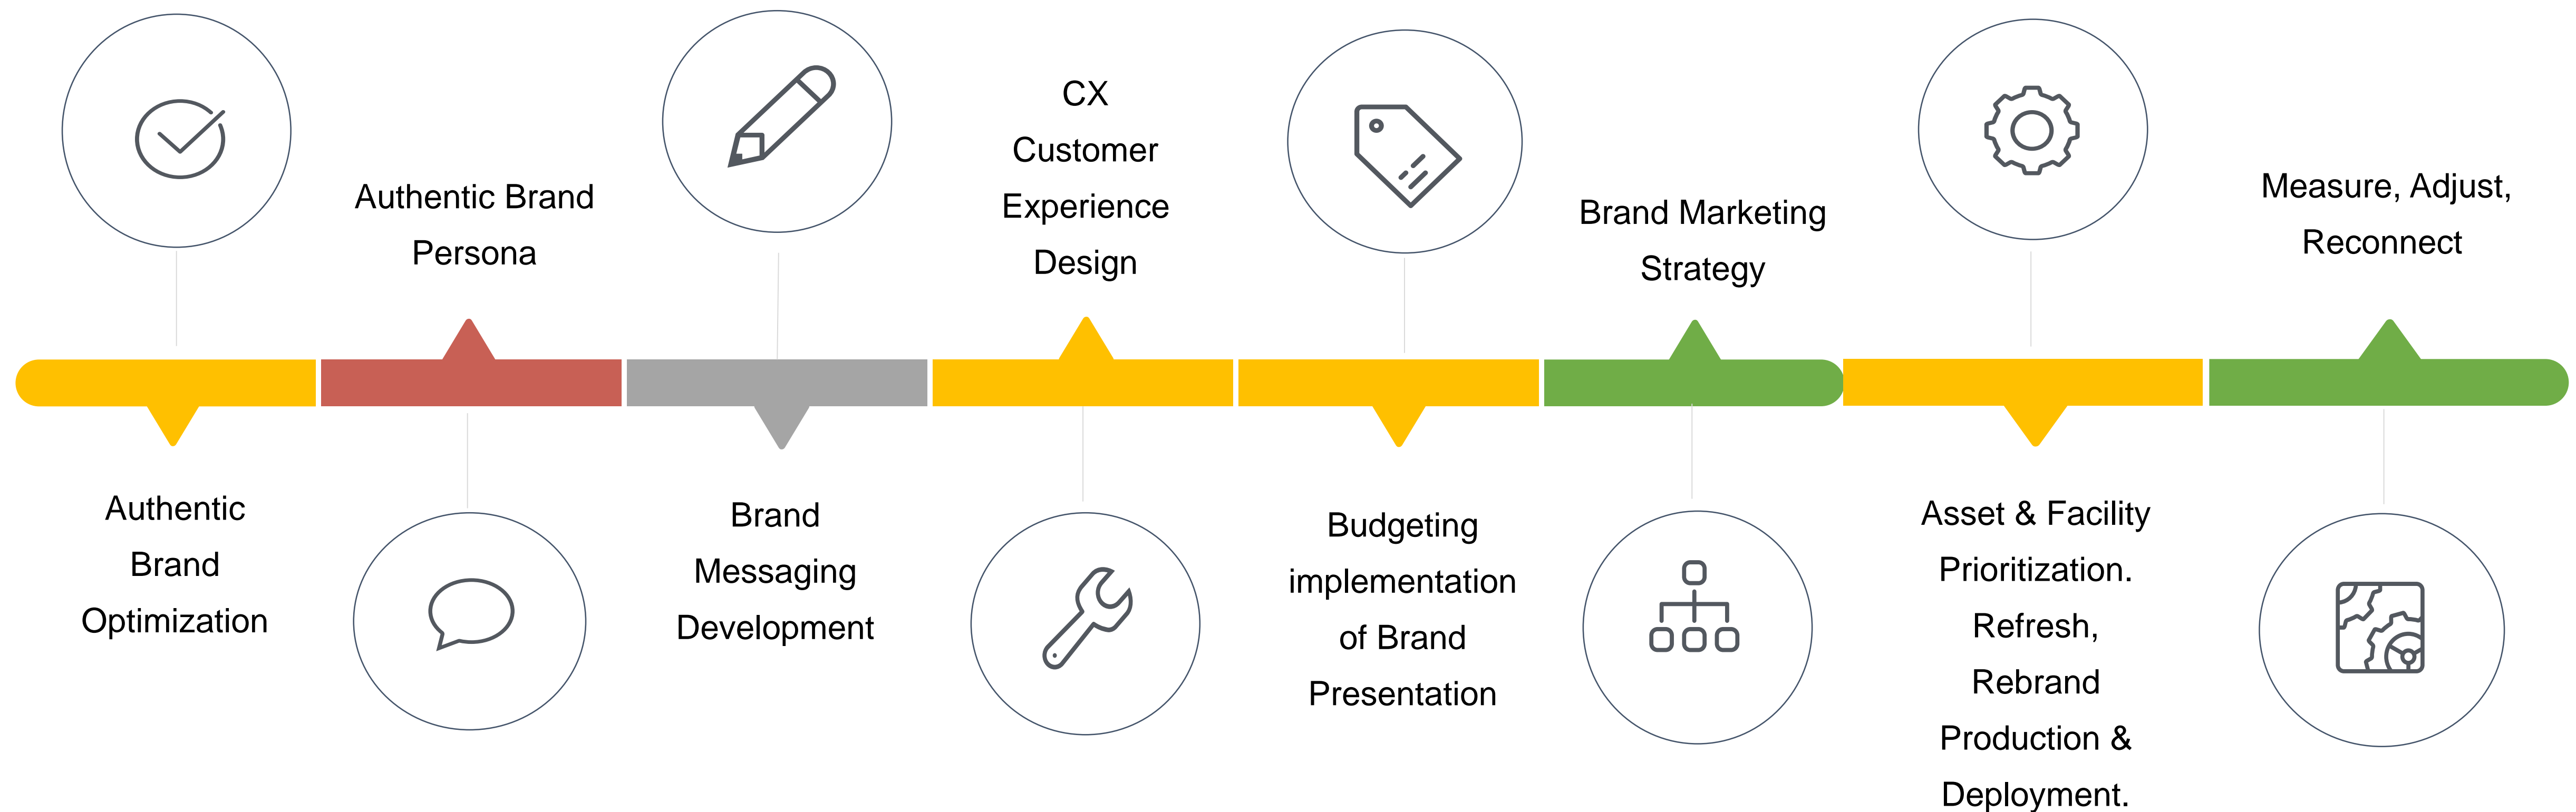 Authentic
Brand
Optimization
Authentic Brand
Persona
Brand
Messaging
Development
CX
Customer
Experience
Design
Budgeting
implementation
of Brand
Presentation
Brand Marketing
Strategy
Asset & Facility
Prioritization.
Refresh,
Rebrand
Production &
Deployment.
Measure, Adjust,
Reconnect